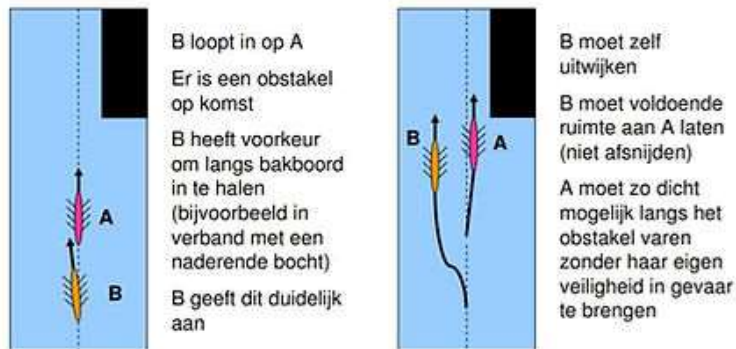 B loopt in op A
Er is een obstakel
op komst
B heeft voorkeur
om langs bakboord
in te halen
(bijvoorbeeld in
verband met een
naderende bocht)
B geeft dit duidelijk
aan
A
B
B moet zelf
uitwijken
B moet voldoende
ruimte aan A laten
(niet afsnijden)
A moet zo dicht
mogelijk langs het
obstakel varen
zonder haar eigen
veiligheid in gevaar
te brengen
B
A